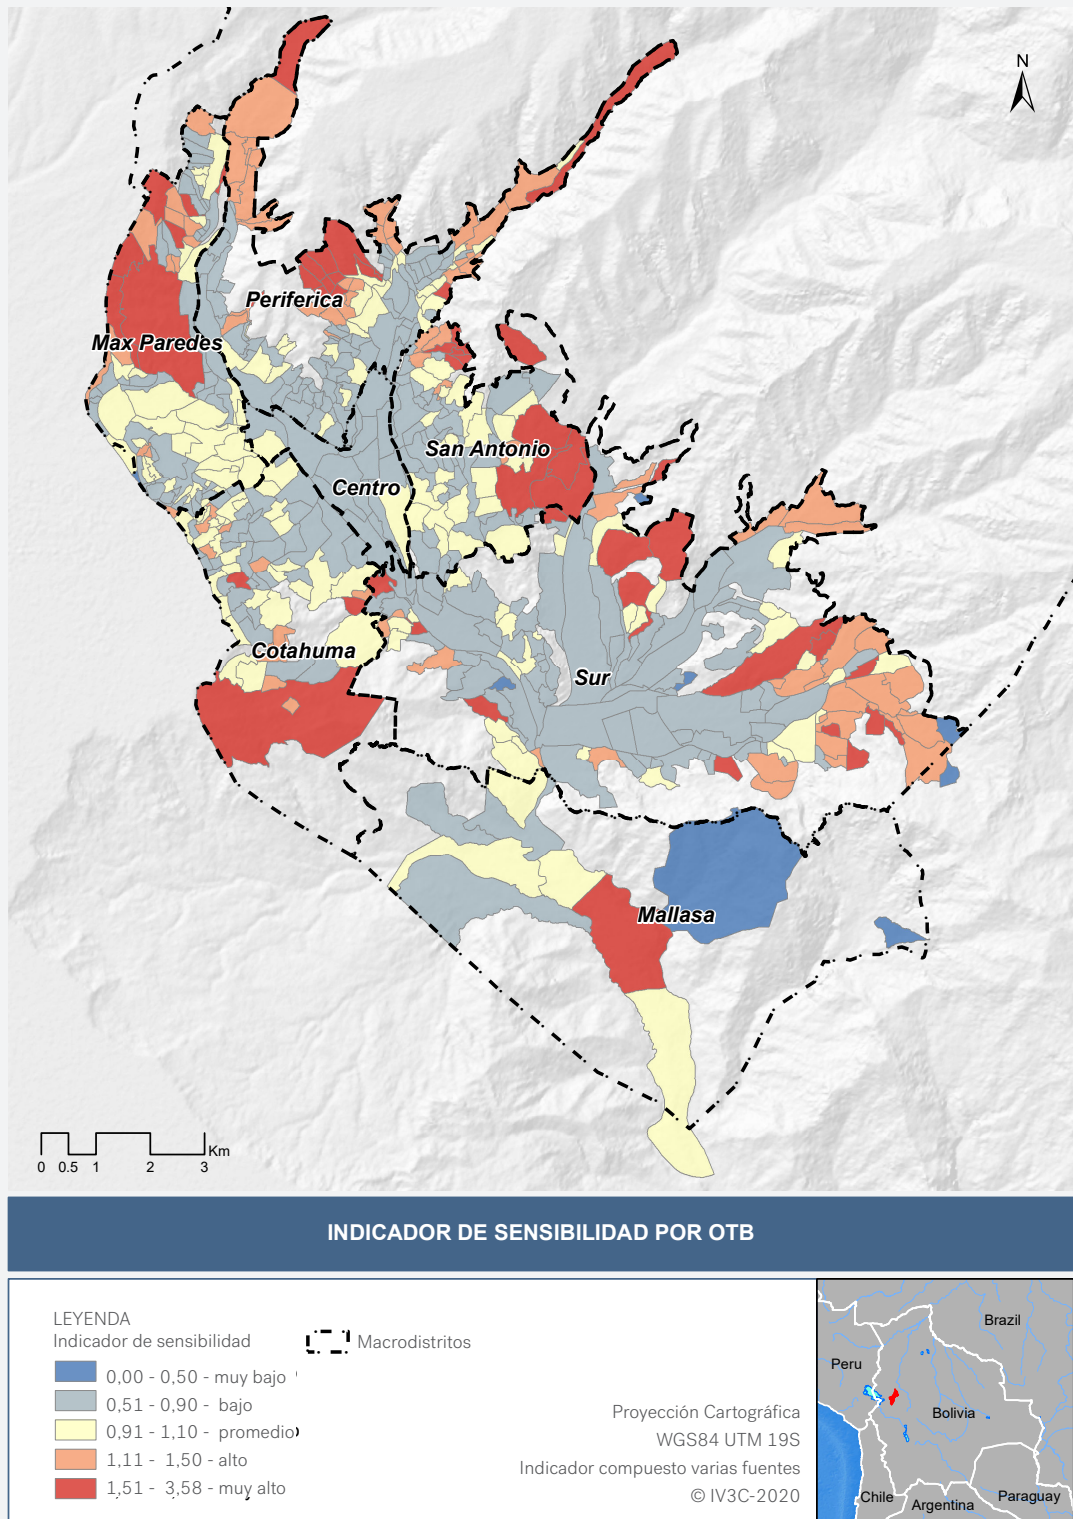 N
Periferica
Max Paredes
San Antonio
Centro
Cotahuma
Sur
Mallasa
Km
0 0.5 1 2 3
INDICADOR DE SENSIBILIDAD POR OTB
LEYENDA
Indicador de sensibilidad
0,00 - 0,50 - muy bajo
0,51 - 0,90 - bajo
0,91 - 1,10 - promedio
1,11 - 1,50 - alto
1,51 - 3,58 - muy alto
Macrodistritos
Proyección Cartográfica
WGS84 UTM 19S
Indicador compuesto varias fuentes
© IV3C-2020
Brazil
Peru
Bolivia
Chile
Paraguay
Argentina